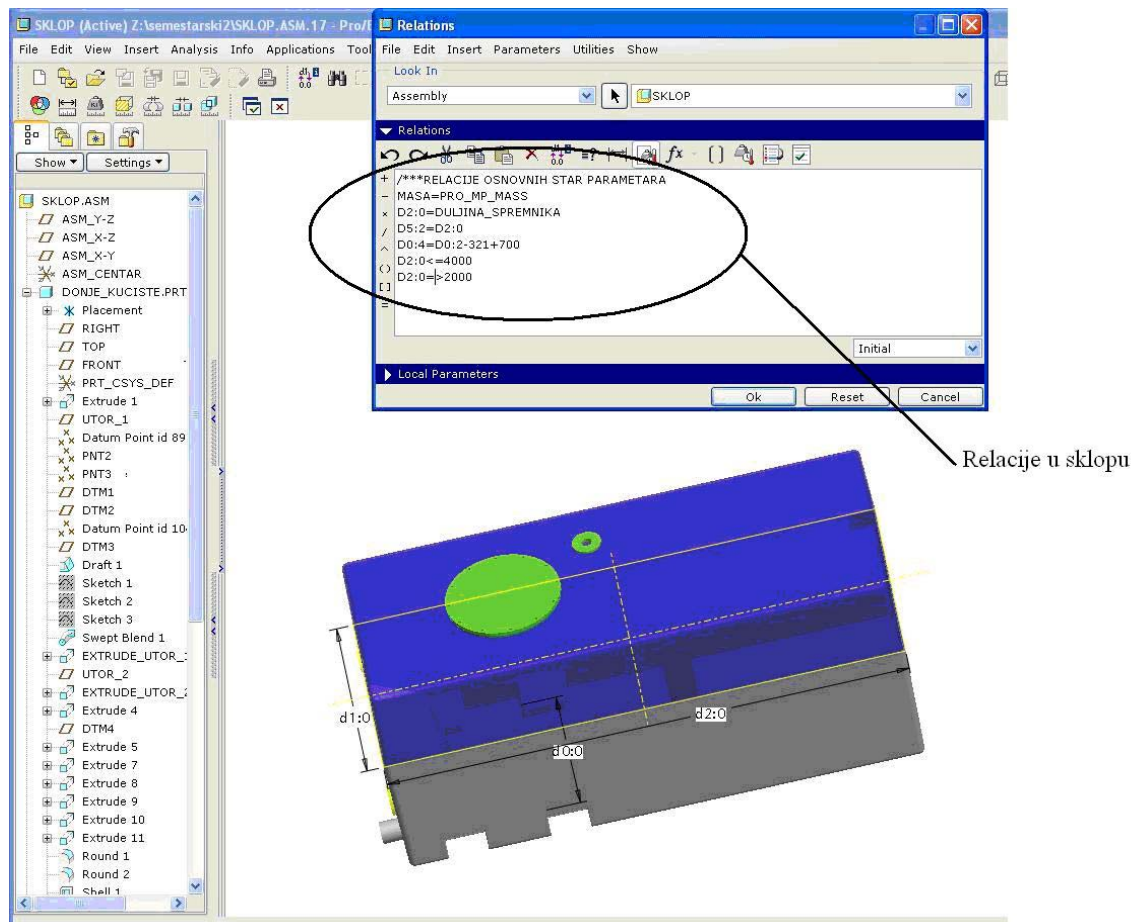 SKLOP (Active) Z:\semestarski2\SKLOP.ASM.17 - Pro/E
File Edit View Insert Analysis Info Applications Tool
Show Settings
SKLOP.ASM
ASM_Y-Z
ASM_X-Z
ASM_X-Y
ASM_CENTAR
DONJE_KUCISTE.PRT
Placement
RIGHT
TOP
FRONT
PRT_CSYS_DEF
Extrude 1
UTOR_1
Datum Point id 89
PNT2
PNT3
DTM1
DTM2
Datum Point id 10
DTM3
Draft 1
Sketch 1
Sketch 2
Sketch 3
Swept Blend 1
EXTRUDE_UTOR_1
UTOR_2
EXTRUDE_UTOR_2
Extrude 4
DTM4
Extrude 5
Extrude 7
Extrude 8
Extrude 9
Extrude 10
Extrude 11
Round 1
Round 2
Shell 1
Relations
File Edit Insert Parameters Utilities Show
Look In
Assembly
SKLOP
Relations
/***RELACIJE OSNOVNIH STAR PARAMETARA
MASA=PRO_MP_MASS
D2:0=DULJINA_SPREMNIKA
D5:2=D2:0
D0:4=D0:2-321+700
D2:0<=4000
D2:0=>2000
Initial
Local Parameters
Ok Reset Cancel
Relacije u sklopu
d1:0
d2:0
d0:0